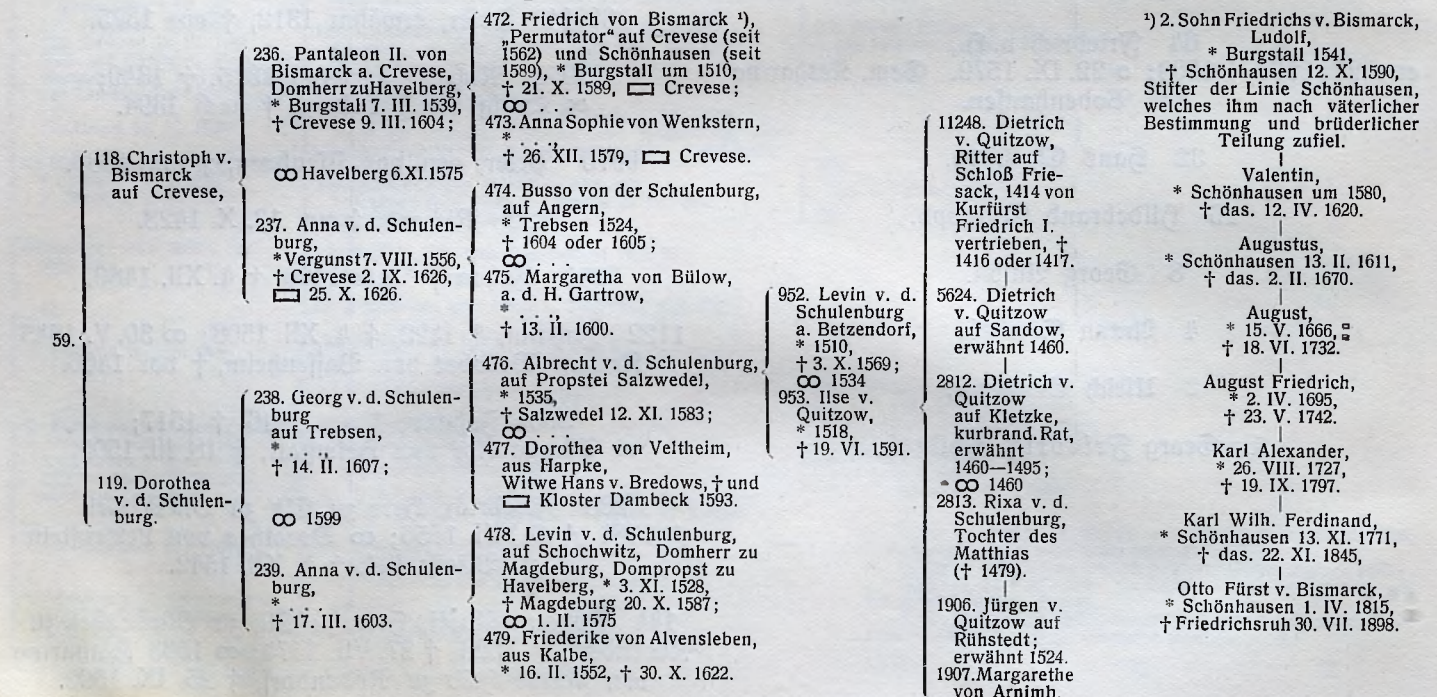 59.
118. Christoph v.
Bismarck
auf Crevese,
119. Dorothea
v. d. Schulen-
burg.
236. Pantaleon II. von
Bismarck a. Crevese,
Domherr zu Havelberg,
* Burgstall 7. III. 1539,
† Crevese 9. III. 1604;
⚭ Havelberg 6. XI. 1575
237. Anna v. d. Schulen-
burg,
* Vergunst 7. VIII. 1556,
† Crevese 2. IX. 1626,
▭ 25. X. 1626.
238. Georg v. d. Schulen-
burg
auf Trebsen,
* . . .
† 14. II. 1607;
⚭ 1599
239. Anna v. d. Schulen-
burg,
* . . .
† 17. III. 1603.
472. Friedrich von Bismarck ¹),
„Permutator“ auf Crevese (seit
1562) und Schönhausen (seit
1589), * Burgstall um 1510,
† 21. X. 1589, ▭ Crevese;
⚭ . . .
473. Anna Sophie von Wenkstern,
* . . .,
† 26. XII. 1579, ▭ Crevese.
474. Busso von der Schulenburg,
auf Angern,
* Trebsen 1524,
† 1604 oder 1605;
⚭ . . .
475. Margaretha von Bülow,
a. d. H. Gartrow,
* . . .,
† 13. II. 1600.
476. Albrecht v. d. Schulenburg,
auf Propstei Salzwedel,
* 1535,
† Salzwedel 12. XI. 1583;
⚭ . . .
477. Dorothea von Veltheim,
aus Harpke,
Witwe Hans v. Bredows, † und
▭ Kloster Dambeck 1593.
478. Levin v. d. Schulenburg,
auf Schochwitz, Domherr zu
Magdeburg, Dompropst zu
Havelberg, * 3. XI. 1528,
† Magdeburg 20. X. 1587;
⚭ 1. II. 1575
479. Friederike von Alvensleben,
aus Kalbe,
* 16. II. 1552, † 30. X. 1622.
952. Levin v. d.
Schulenburg
a. Betzendorf,
* 1510,
† 3. X. 1569;
⚭ 1534
953. Ilse v.
Quitzow,
* 1518,
† 19. VI. 1591.
11248. Dietrich
v. Quitzow,
Ritter auf
Schloß Frie-
sack, 1414 von
Kurfürst
Friedrich I.
vertrieben, †
1416 oder 1417.
5624. Dietrich
v. Quitzow
auf Sandow,
erwähnt 1460.
2812. Dietrich v.
Quitzow
auf Kletzke,
kurbrand. Rat,
erwähnt
1460—1495;
⚭ 1460
2813. Rixa v. d.
Schulenburg,
Tochter des
Matthias
(† 1479).
1906. Jürgen v.
Quitzow auf
Rühstedt;
erwähnt 1524.
1907. Margarethe
von Arnimh.
¹) 2. Sohn Friedrichs v. Bismarck,
Ludolf,
* Burgstall 1541,
† Schönhausen 12. X. 1590,
Stifter der Linie Schönhausen,
welches ihm nach väterlicher
Bestimmung und brüderlicher
Teilung zufiel.
Valentin,
* Schönhausen um 1580,
† das. 12. IV. 1620.
Augustus,
* Schönhausen 13. II. 1611,
† das. 2. II. 1670.
August,
* 15. V. 1666,
† 18. VI. 1732.
August Friedrich,
* 2. IV. 1695,
† 23. V. 1742.
Karl Alexander,
* 26. VIII. 1727,
† 19. IX. 1797.
Karl Wilh. Ferdinand,
* Schönhausen 13. XI. 1771,
† das. 22. XI. 1845,
Otto Fürst v. Bismarck,
* Schönhausen 1. IV. 1815,
† Friedrichsruh 30. VII. 1898.